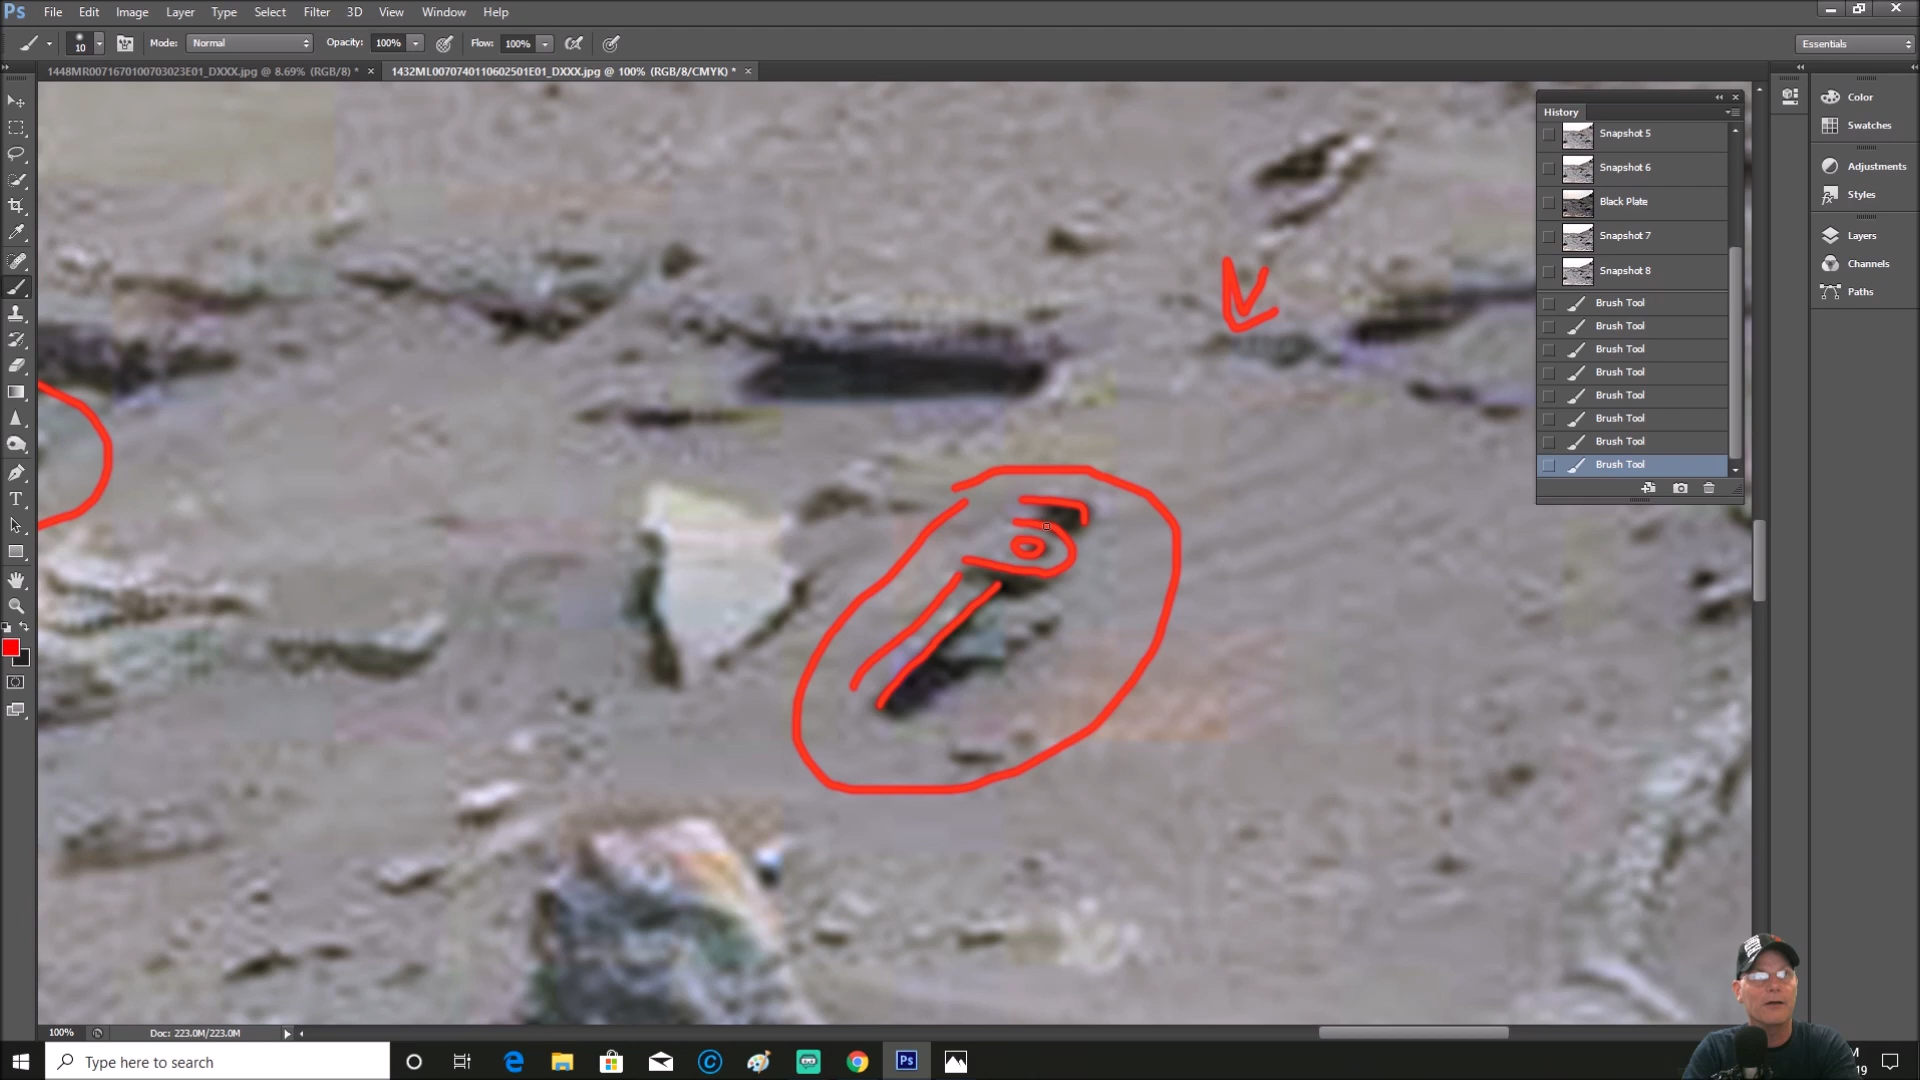 Ps File Edit Image Layer Type Select Filter 3D View Window Help
10 Mode: Normal Opacity: 100% Flow: 100% Essentials
1448MR0071670100703023E01_DXXX.jpg @ 8.69% (RGB/8) * × 1432ML0070740110602501E01_DXXX.jpg @ 100% (RGB/8/CMYK) * ×
History
Snapshot 5
Snapshot 6
Black Plate
Snapshot 7
Snapshot 8
Brush Tool
Brush Tool
Brush Tool
Brush Tool
Brush Tool
Brush Tool
Brush Tool
Brush Tool
Color
Swatches
Adjustments
Styles
Layers
Channels
Paths
T
100% Doc: 223.0M/223.0M
Type here to search
Ps
M
19